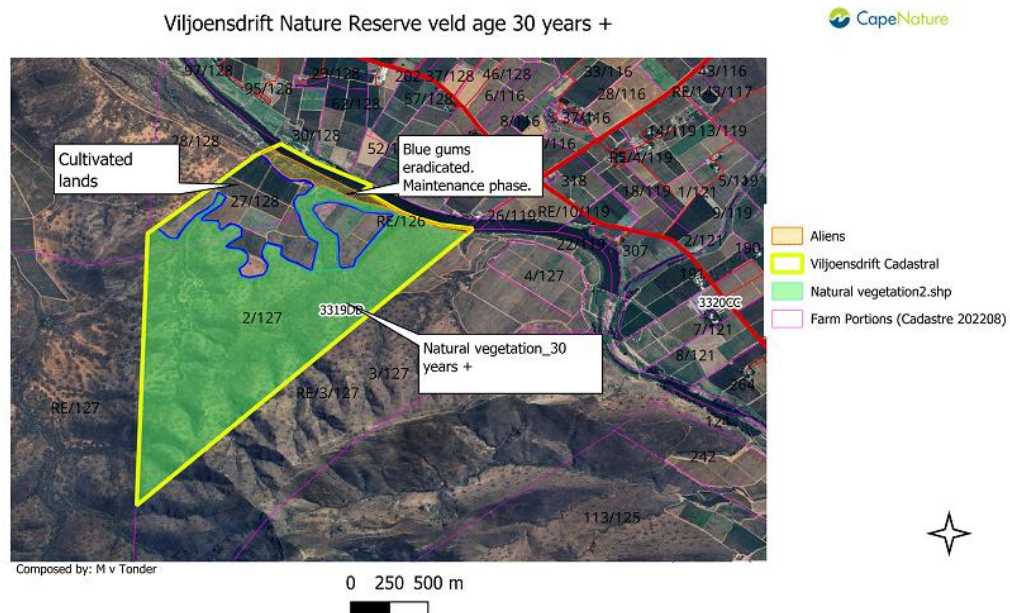 Viljoensdrift Nature Reserve veld age 30 years +
CapeNature
97/128
29/128
202
37/128
46/128
33/116
43/116
95/128
62/128
57/128
6/116
28/116
RE/143/117
30/128
8/116
37/116
14/119
13/119
28/128
/116
Cultivated
lands
Blue gums
eradicated.
Maintenance phase.
318
18/119
1/121
5/119
27/128
RE/126
26/119
RE/10/119
9/119
22/119
307
2/121
190
4/127
191
Aliens
Viljoensdrift Cadastral
Natural vegetation2.shp
Farm Portions (Cadastre 202208)
2/127
3319DD
3320CC
7/121
Natural vegetation_30
years +
8/121
3/127
RE/3/127
264
RE/127
124
242
113/125
Composed by: M v Tonder
0 250 500 m